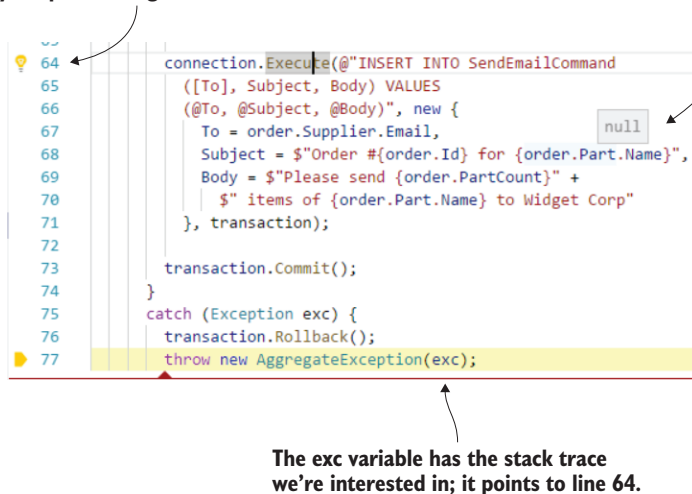 64 connection.Execute(@"INSERT INTO SendEmailCommand
65 ([To], Subject, Body) VALUES
66 (@To, @Subject, @Body)", new {
null
67 To = order.Supplier.Email,
68 Subject = $"Order #{order.Id} for {order.Part.Name}",
69 Body = $"Please send {order.PartCount}" +
70 $" items of {order.Part.Name} to Widget Corp"
71 }, transaction);
72
73 transaction.Commit();
74 }
75 catch (Exception exc) {
76 transaction.Rollback();
77 throw new AggregateException(exc);
The exc variable has the stack trace
we're interested in; it points to line 64.